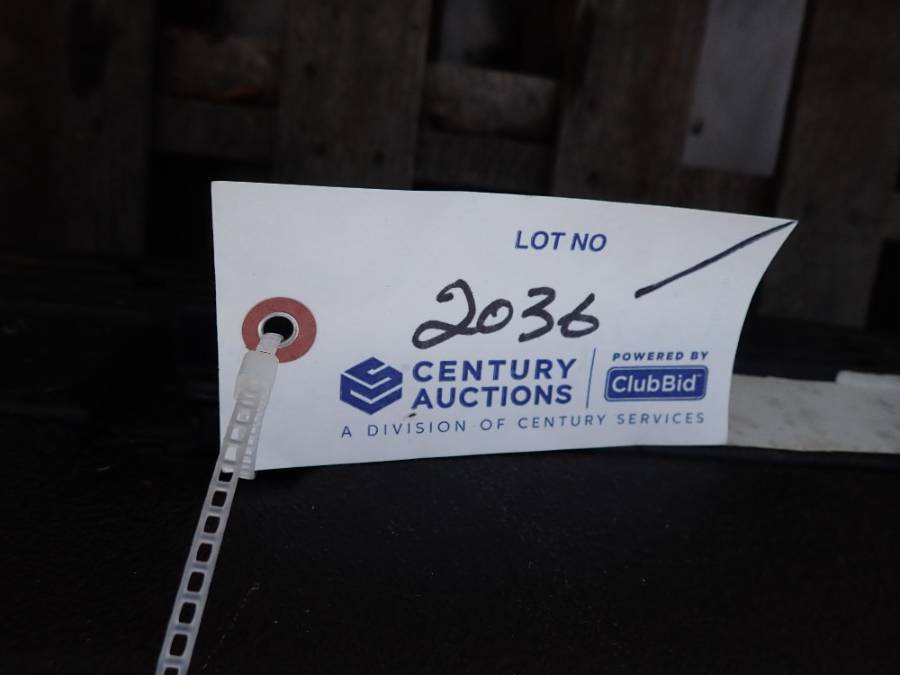 LOT NO
2036
CENTURY AUCTIONS
POWERED BY
ClubBid
A DIVISION OF CENTURY SERVICES